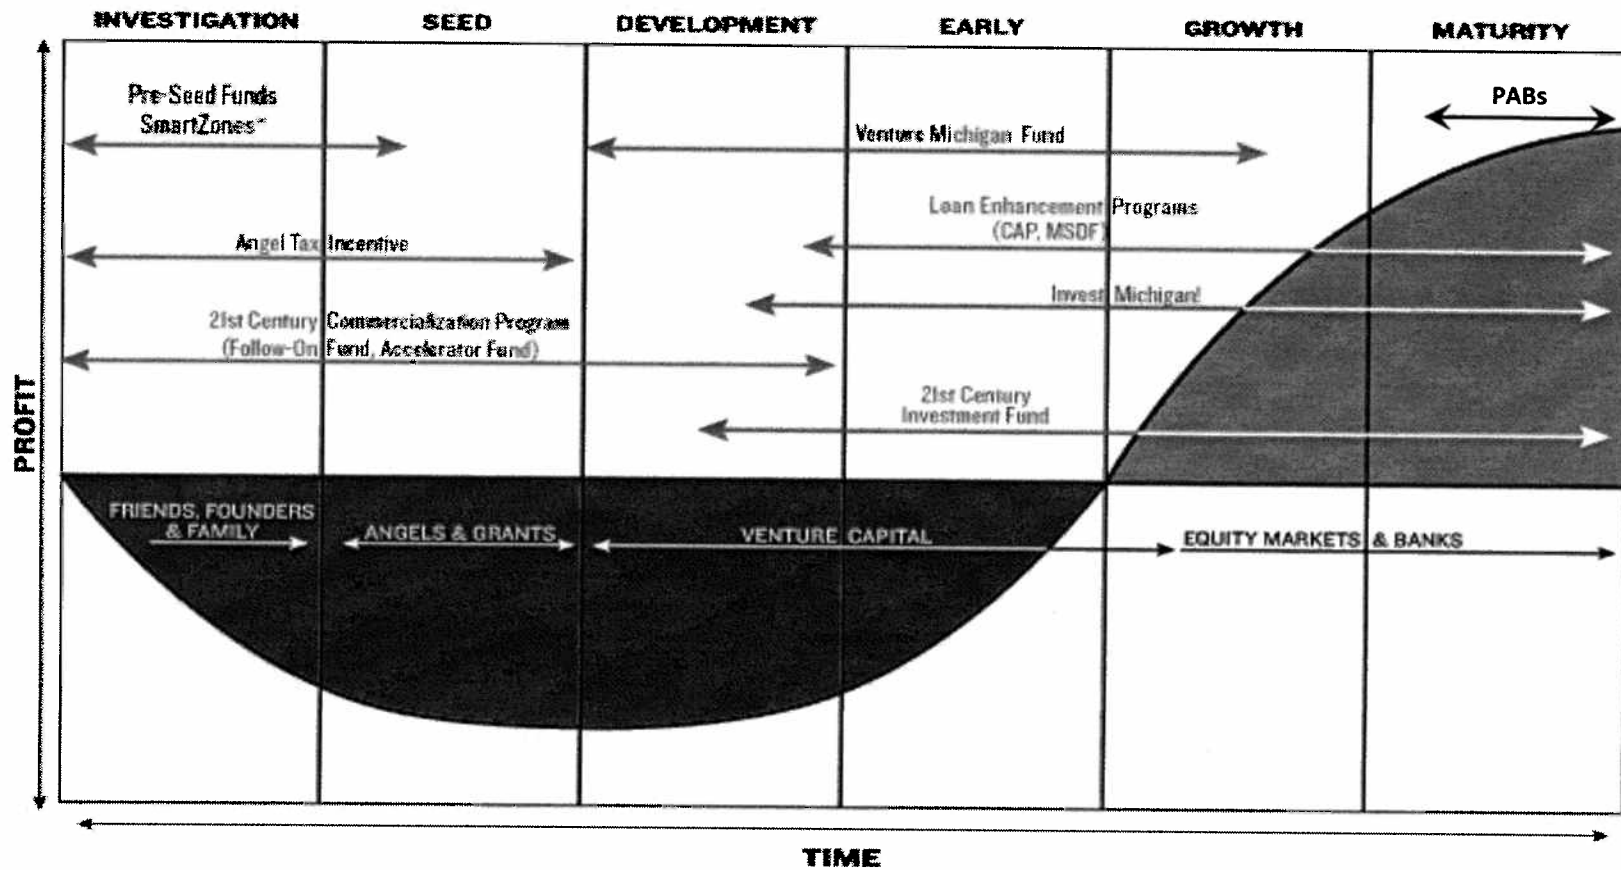 INVESTIGATION SEED DEVELOPMENT EARLY GROWTH MATURITY
Pre-Seed Funds
SmartZones℠
PABs
Venture Michigan Fund
Loan Enhancement Programs
(CAP, MSDF)
Angel Tax Incentive
Invest Michigan!
21st Century Commercialization Program
(Follow-On Fund, Accelerator Fund)
21st Century
Investment Fund
PROFIT
FRIENDS, FOUNDERS
& FAMILY
ANGELS & GRANTS
VENTURE CAPITAL
EQUITY MARKETS & BANKS
TIME